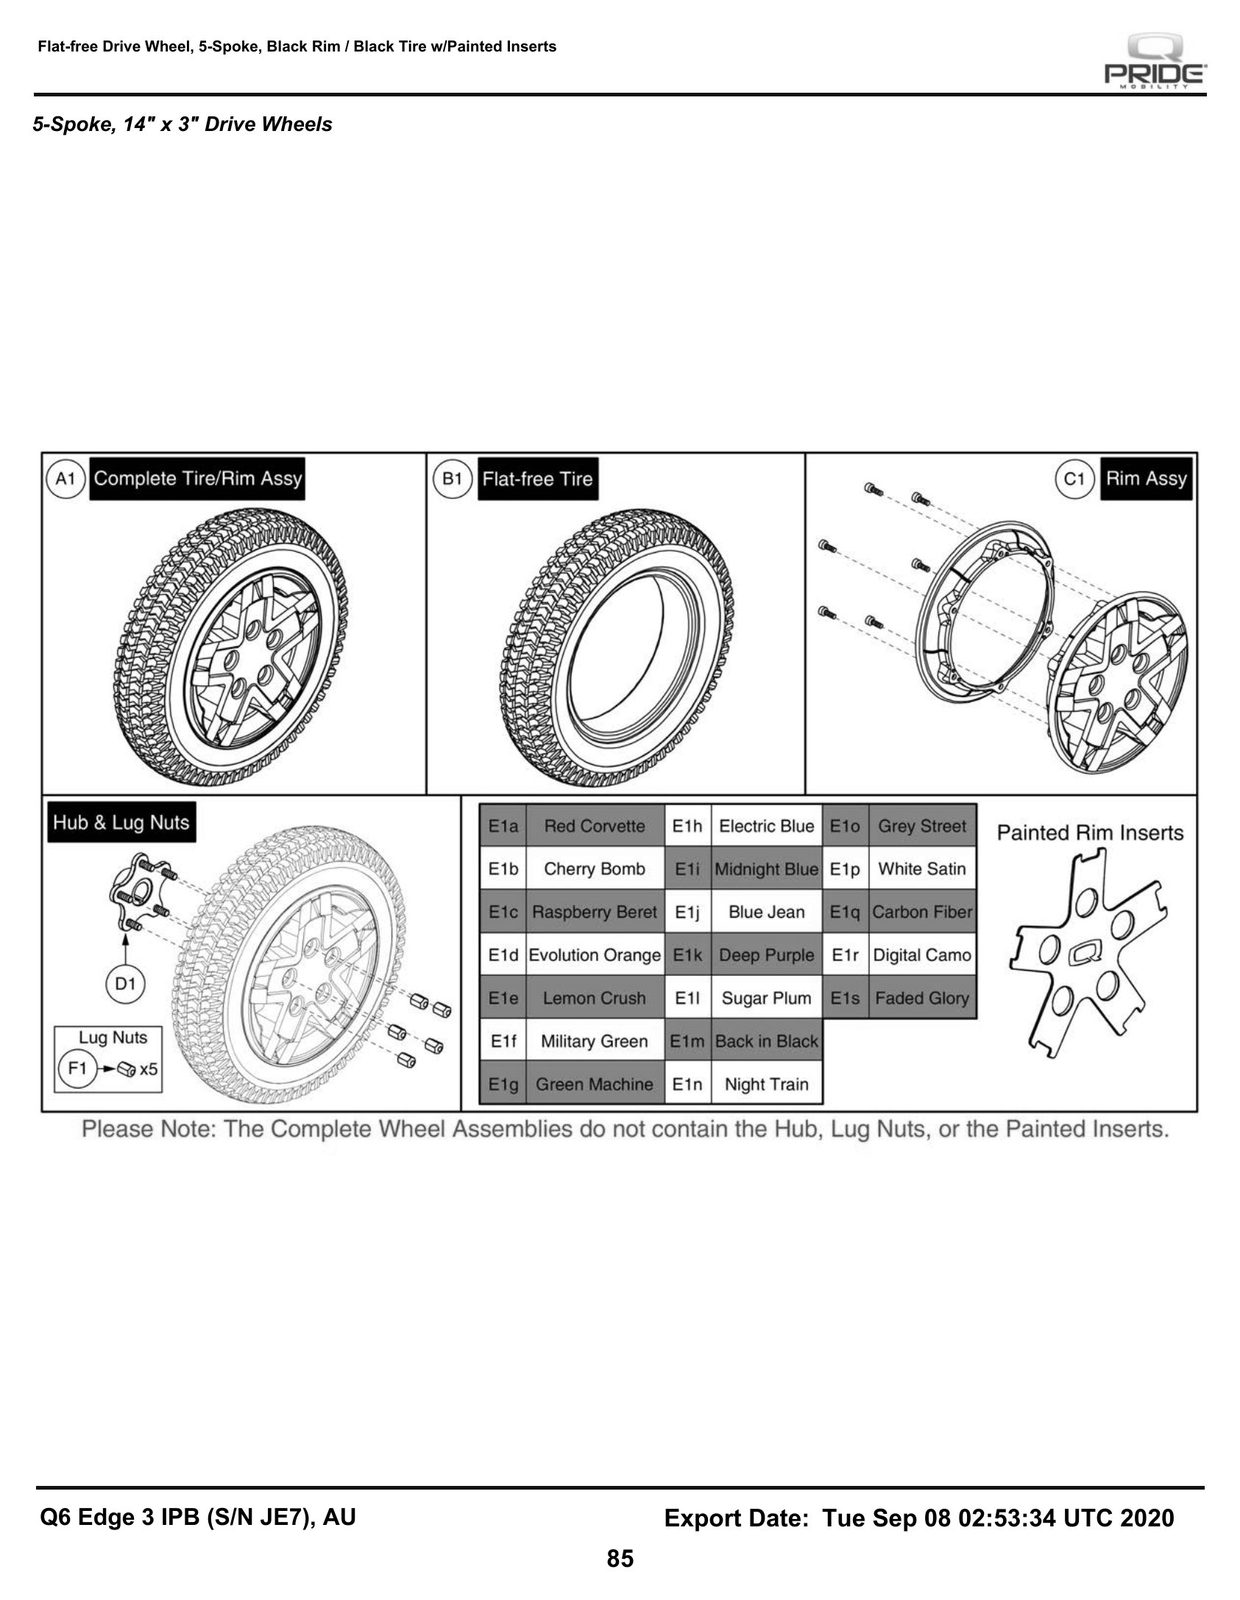 Flat-free Drive Wheel, 5-Spoke, Black Rim / Black Tire w/Painted Inserts
PRIDE
MOBILITY
5-Spoke, 14" x 3" Drive Wheels
A1 Complete Tire/Rim Assy
B1 Flat-free Tire
C1 Rim Assy
Hub & Lug Nuts
D1
Lug Nuts
F1 x5
E1a Red Corvette E1h Electric Blue E1o Grey Street
E1b Cherry Bomb E1i Midnight Blue E1p White Satin
E1c Raspberry Beret E1j Blue Jean E1q Carbon Fiber
E1d Evolution Orange E1k Deep Purple E1r Digital Camo
E1e Lemon Crush E1l Sugar Plum E1s Faded Glory
E1f Military Green E1m Back in Black
E1g Green Machine E1n Night Train
Painted Rim Inserts
Please Note: The Complete Wheel Assemblies do not contain the Hub, Lug Nuts, or the Painted Inserts.
Q6 Edge 3 IPB (S/N JE7), AU
Export Date: Tue Sep 08 02:53:34 UTC 2020
85